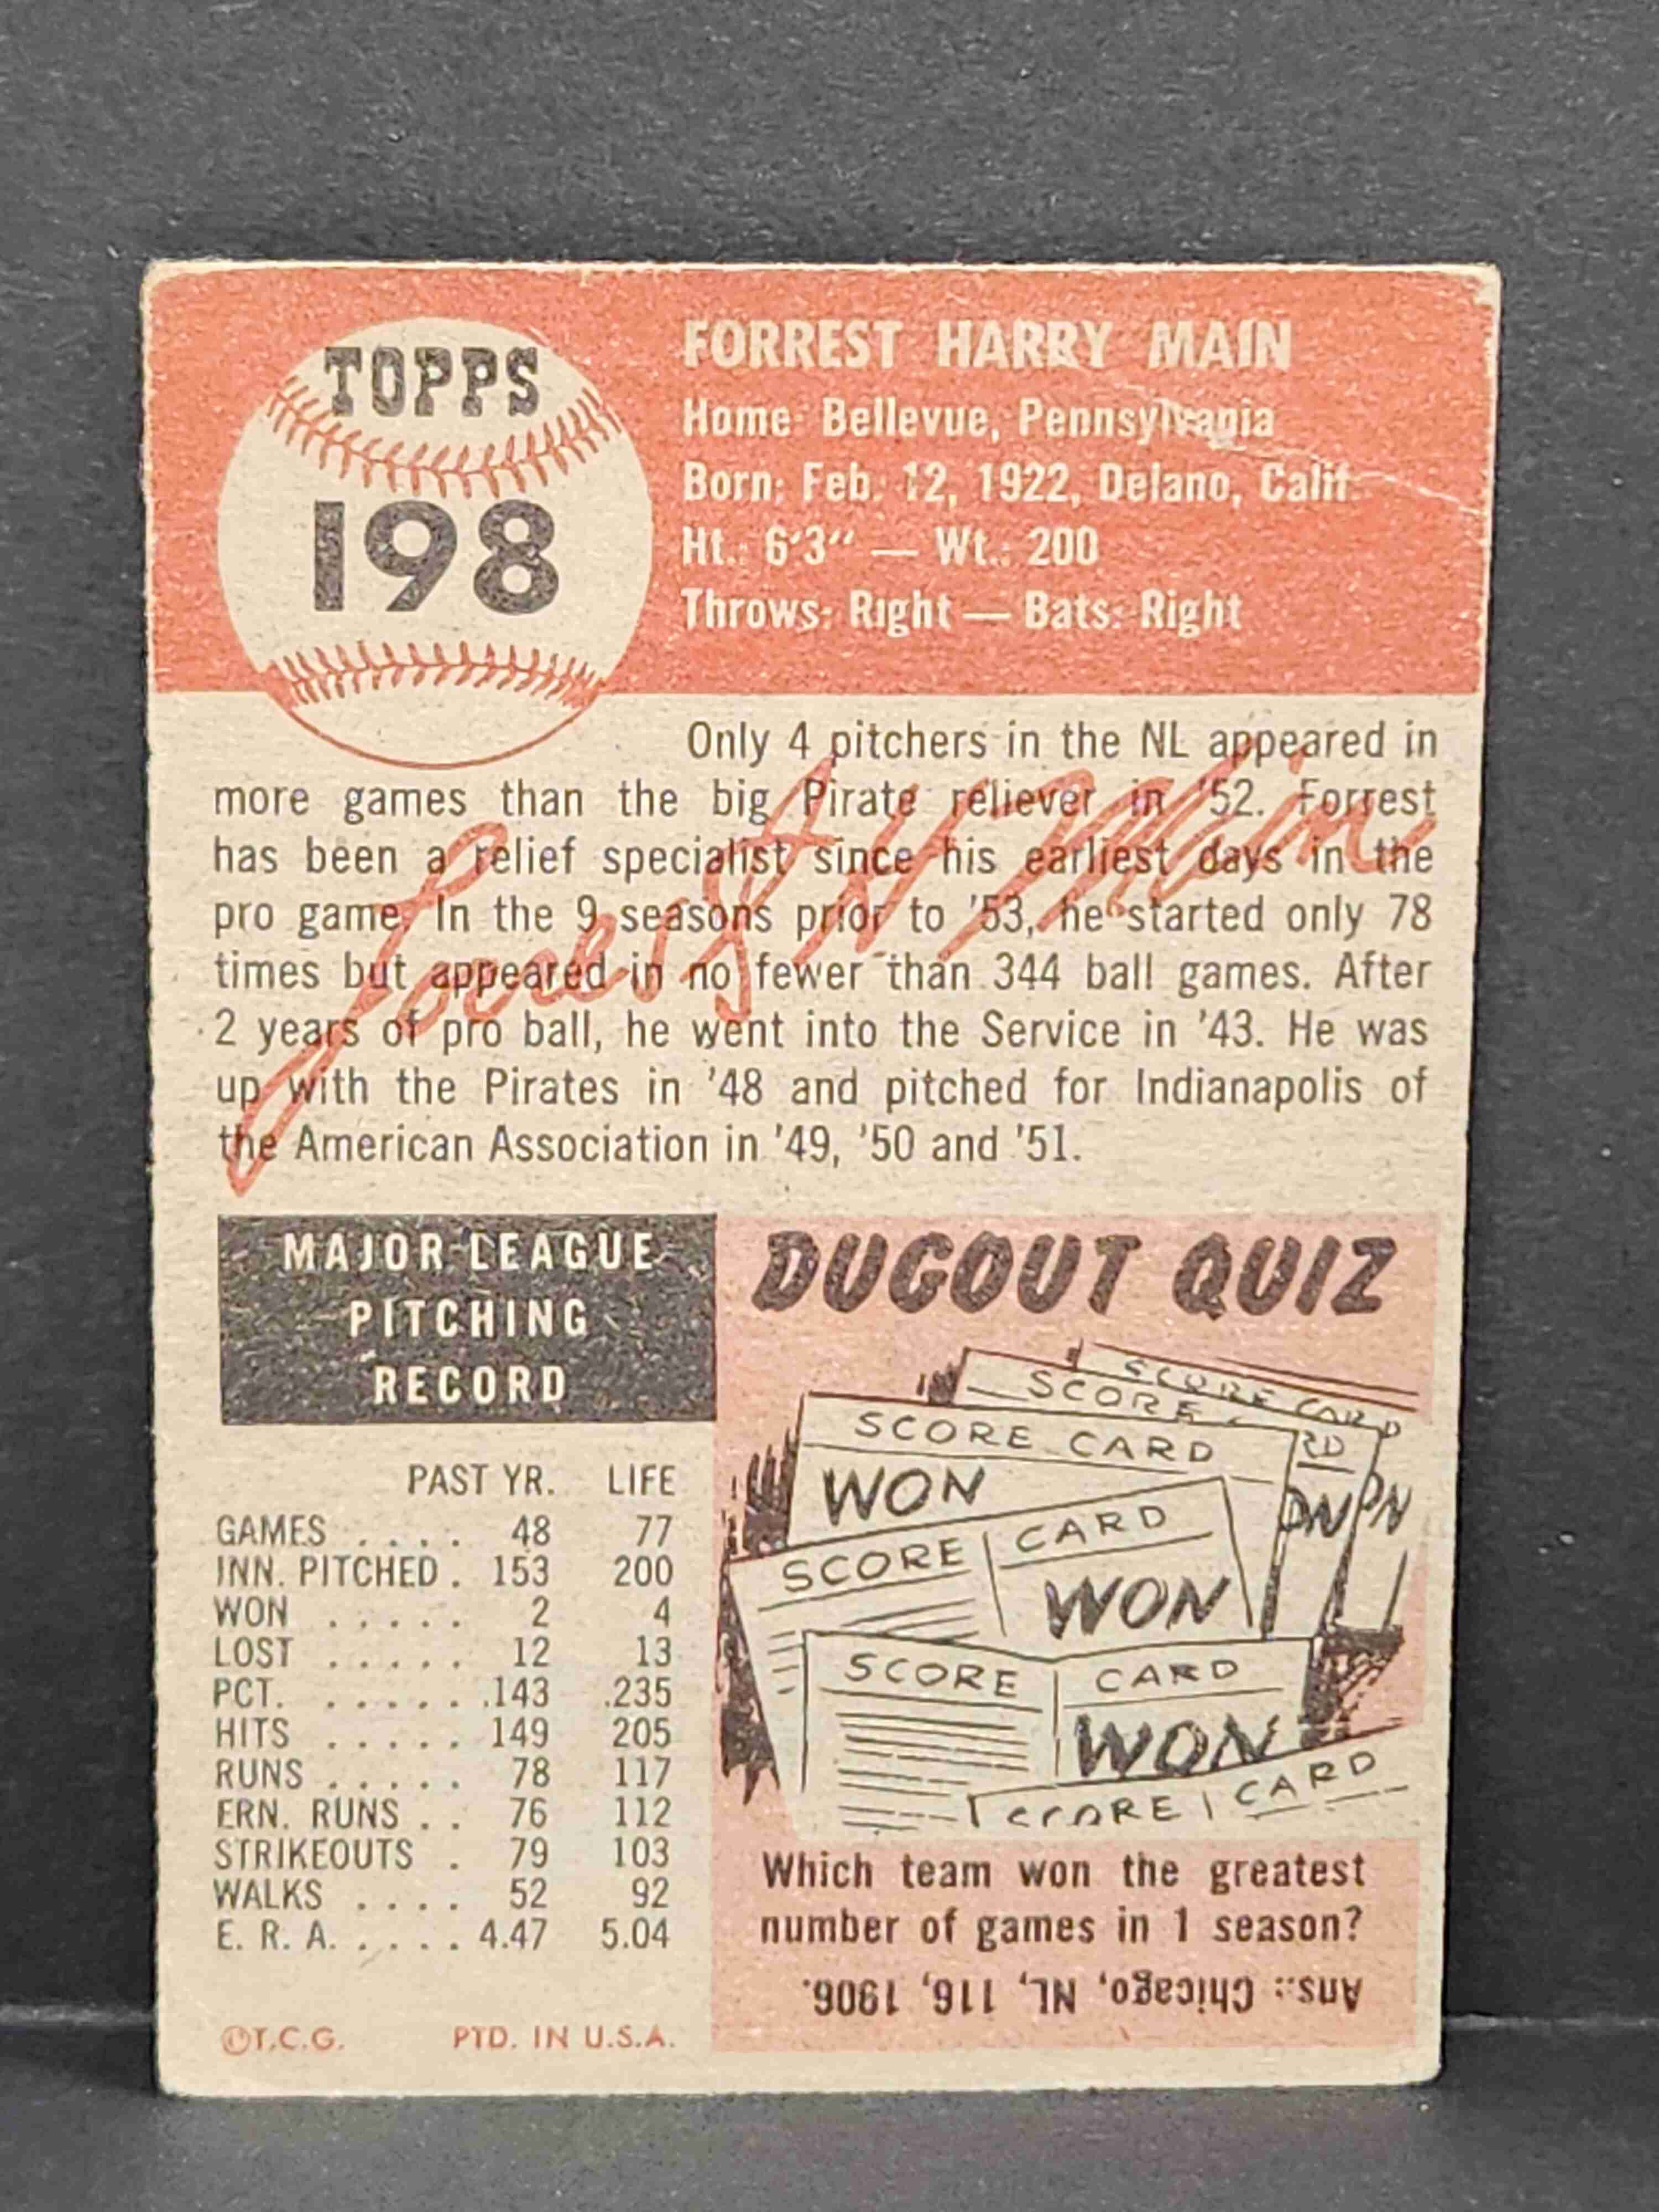 TOPPS
198
FORREST HARRY MAIN
Home: Bellevue, Pennsylvania
Born: Feb. 12, 1922, Delano, Calif.
Ht.: 6'3" — Wt.: 200
Throws: Right — Bats: Right
Only 4 pitchers in the NL appeared in
more games than the big Pirate reliever in '52. Forrest
has been a relief specialist since his earliest days in the
pro game. In the 9 seasons prior to '53, he started only 78
times but appeared in no fewer than 344 ball games. After
2 years of pro ball, he went into the Service in '43. He was
up with the Pirates in '48 and pitched for Indianapolis of
the American Association in '49, '50 and '51.
Forrest H Main
MAJOR LEAGUE
PITCHING
RECORD
PAST YR. LIFE
GAMES . . . . 48 77
INN. PITCHED . 153 200
WON . . . . . 2 4
LOST . . . . . 12 13
PCT. . . . . . .143 .235
HITS . . . . . 149 205
RUNS . . . . . 78 117
ERN. RUNS . . 76 112
STRIKEOUTS . 79 103
WALKS . . . . 52 92
E. R. A. . . . . 4.47 5.04
©T.C.G. PTD. IN U.S.A.
DUGOUT QUIZ
SCORE CARD
SCORE RD
SCORE CARD
WON
SCORE CARD
WON
SCORE CARD
WON
SCORE CARD
Which team won the greatest
number of games in 1 season?
Ans.: Chicago, NL, 116, 1906.